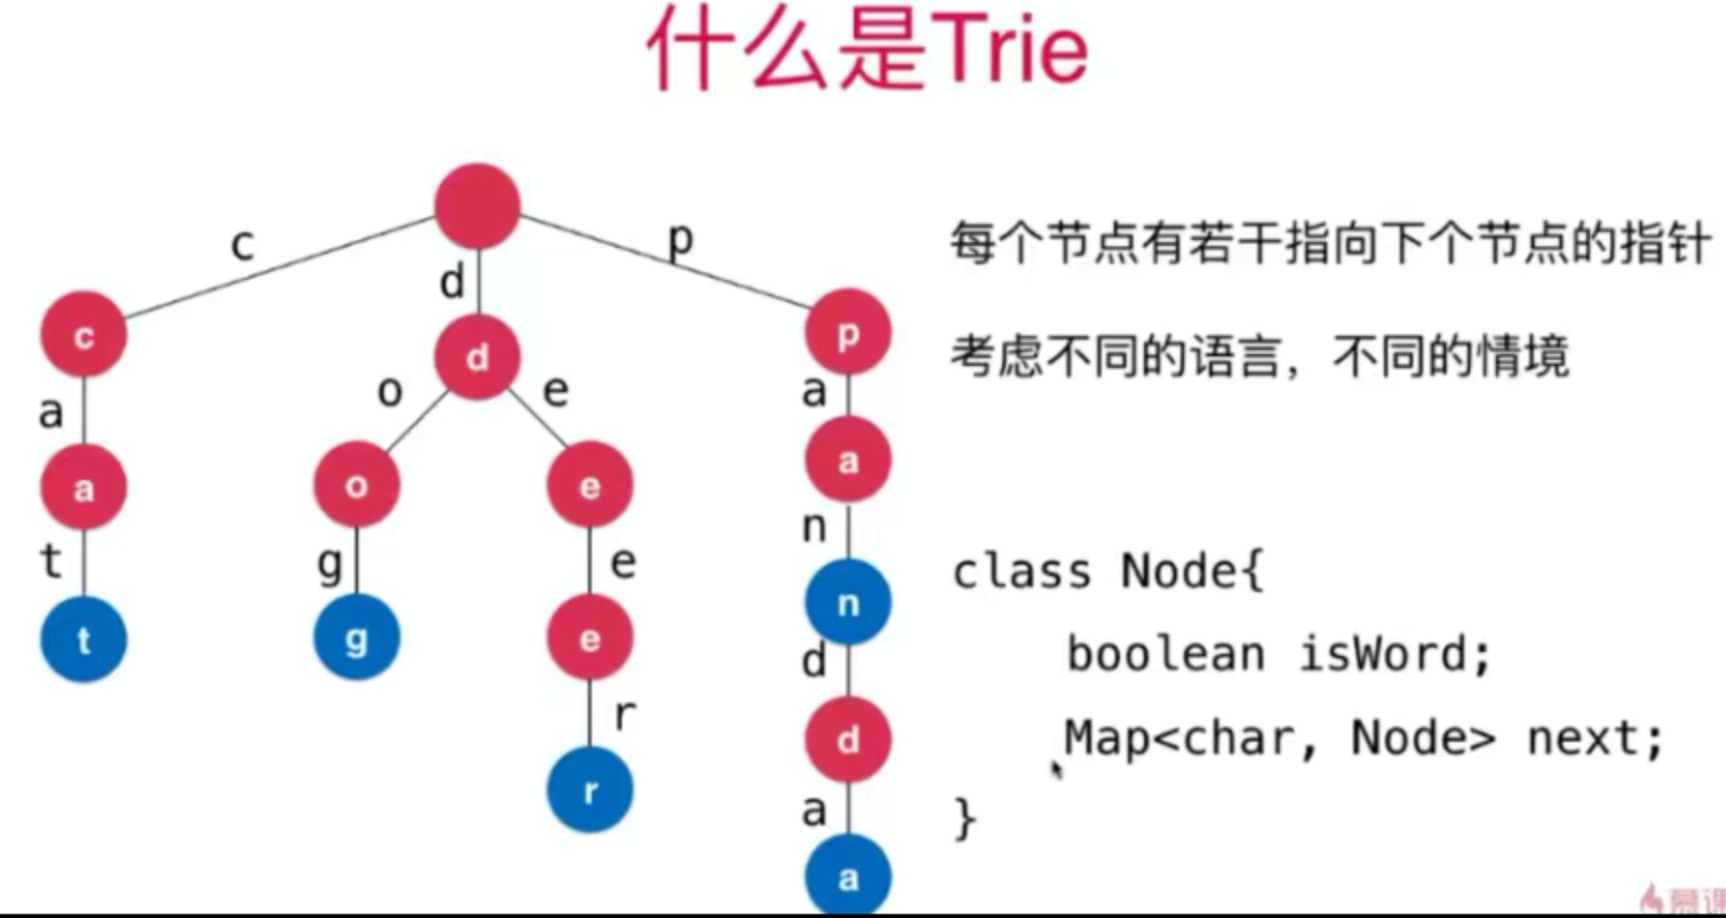 什么是Trie
c
d
p
c
d
p
a
o
e
a
a
o
e
a
t
g
e
n
t
g
e
n
r
d
r
d
a
a
每个节点有若干指向下个节点的指针
考虑不同的语言，不同的情境
class Node{
boolean isWord;
Map<char, Node> next;
}